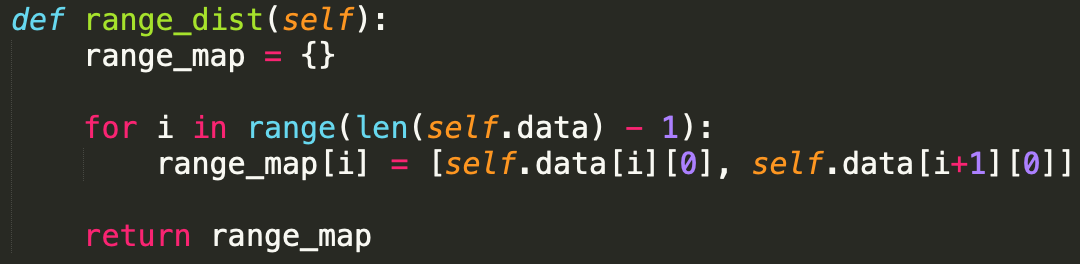 def range_dist(self):
    range_map = {}

    for i in range(len(self.data) - 1):
        range_map[i] = [self.data[i][0], self.data[i+1][0]]

    return range_map